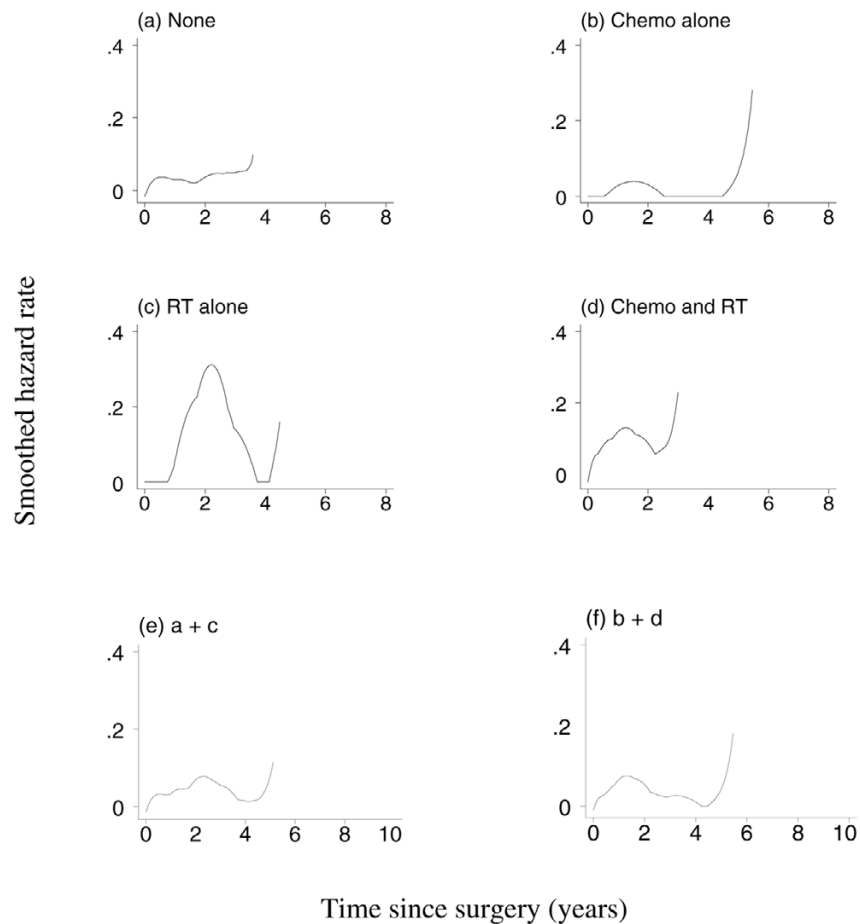 (a) None
.4
.2
0
0 2 4 6 8
(b) Chemo alone
.4
.2
0
0 2 4 6 8
Smoothed hazard rate
(c) RT alone
.4
.2
0
0 2 4 6 8
(d) Chemo and RT
.4
.2
0
0 2 4 6 8
(e) a + c
.4
.2
0
0 2 4 6 8 10
(f) b + d
.4
.2
0
0 2 4 6 8 10
Time since surgery (years)